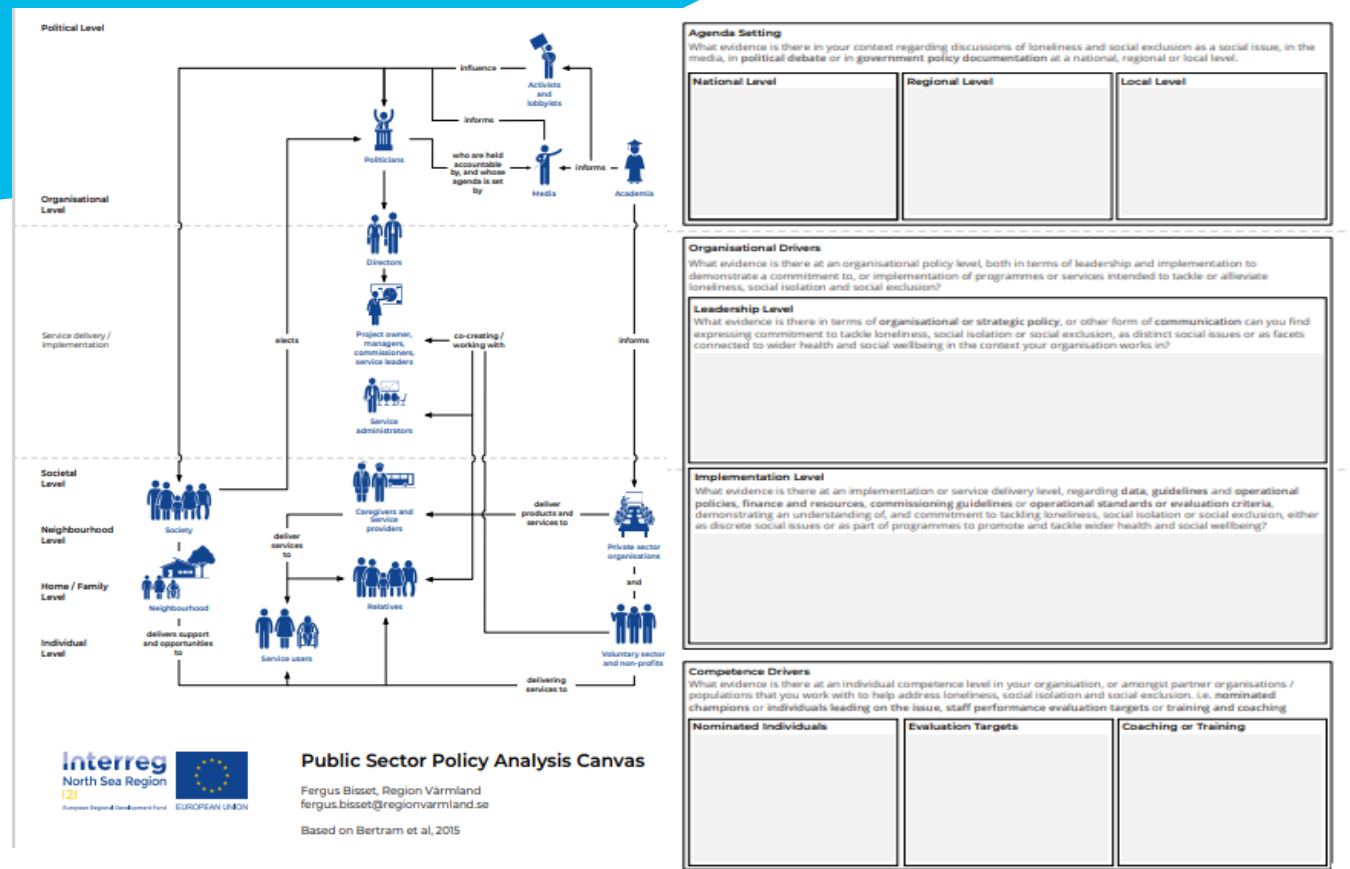 Political Level
influence
Activists
and
lobbyists
informs
Politicians
who are held
accountable
by, and whose
agenda is set
by
informs
Media
Academia
Organisational
Level
Directors
Service delivery /
implementation
Project owner,
managers,
commissioners,
service leaders
elects
co-creating /
working with
informs
Service
administrators
Societal
Level
Society
Caregivers and
Service
providers
deliver
products and
services to
Neighbourhood
Level
deliver
services
to
Private sector
organisations
and
Home / Family
Level
Neighbourhood
Relatives
delivers support
and opportunities
to
Individual
Level
Service users
Voluntary sector
and non-profits
delivering
services to
Interreg
North Sea Region
I2I
European Regional Development Fund
EUROPEAN UNION
Public Sector Policy Analysis Canvas
Fergus Bisset, Region Värmland
fergus.bisset@regionvarmland.se
Based on Bertram et al, 2015
Agenda Setting
What evidence is there in your context regarding discussions of loneliness and social exclusion as a social issue, in the
media, in political debate or in government policy documentation at a national, regional or local level.
National Level
Regional Level
Local Level
Organisational Drivers
What evidence is there at an organisational policy level, both in terms of leadership and implementation to
demonstrate a commitment to, or implementation of programmes or services intended to tackle or allieviate
loneliness, social isolation and social exclusion?
Leadership Level
What evidence is there in terms of organisational or strategic policy, or other form of communication can you find
expressing commitment to tackle loneliness, social isolation or social exclusion, as distinct social issues or as facets
connected to wider health and social wellbeing in the context your organisation works in?
Implementation Level
What evidence is there at an implementation or service delivery level, regarding data, guidelines and operational
policies, finance and resources, commissioning guidelines or operational standards or evaluation criteria,
demonstrating an understanding of, and commitment to tackling loneliness, social isolation or social exclusion, either
as discrete social issues or as part of programmes to promote and tackle wider health and social wellbeing?
Competence Drivers
What evidence is there at an individual competence level in your organisation, or amongst partner organisations /
populations that you work with to help address loneliness, social isolation and social exclusion. i.e. nominated
champions or individuals leading on the issue, staff performance evaluation targets or training and coaching
Nominated Individuals
Evaluation Targets
Coaching or Training